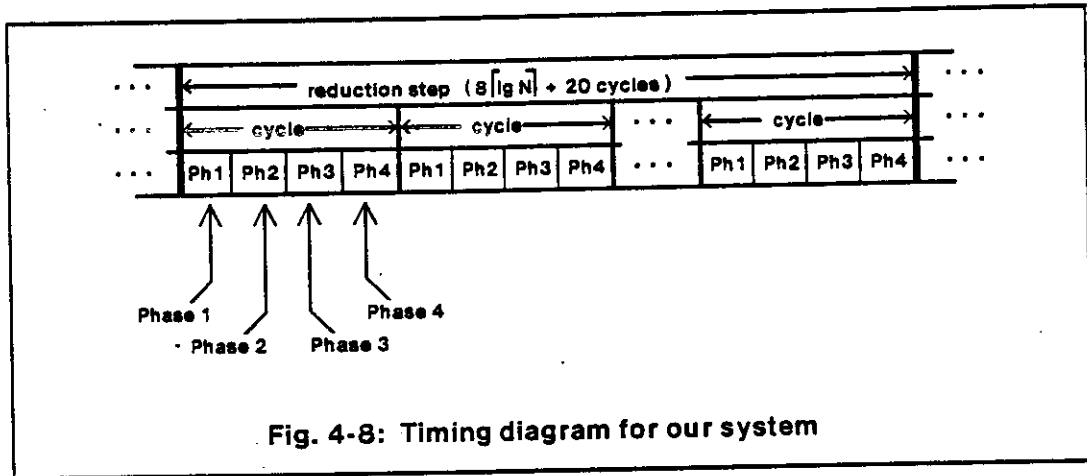 ··· reduction step (8⌈lg N⌉ + 20 cycles) ···
··· cycle cycle ··· cycle ···
··· Ph1 Ph2 Ph3 Ph4 Ph1 Ph2 Ph3 Ph4 ··· Ph1 Ph2 Ph3 Ph4 ···
Phase 1
Phase 2
Phase 3
Phase 4
Fig. 4-8: Timing diagram for our system